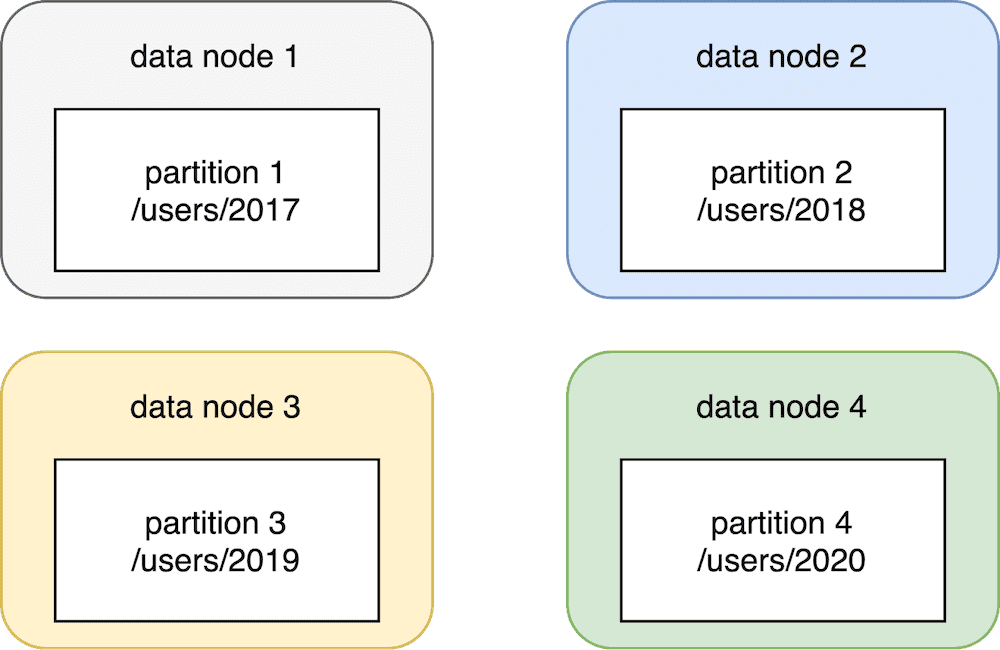 data node 1
partition 1
/users/2017
data node 2
partition 2
/users/2018
data node 3
partition 3
/users/2019
data node 4
partition 4
/users/2020